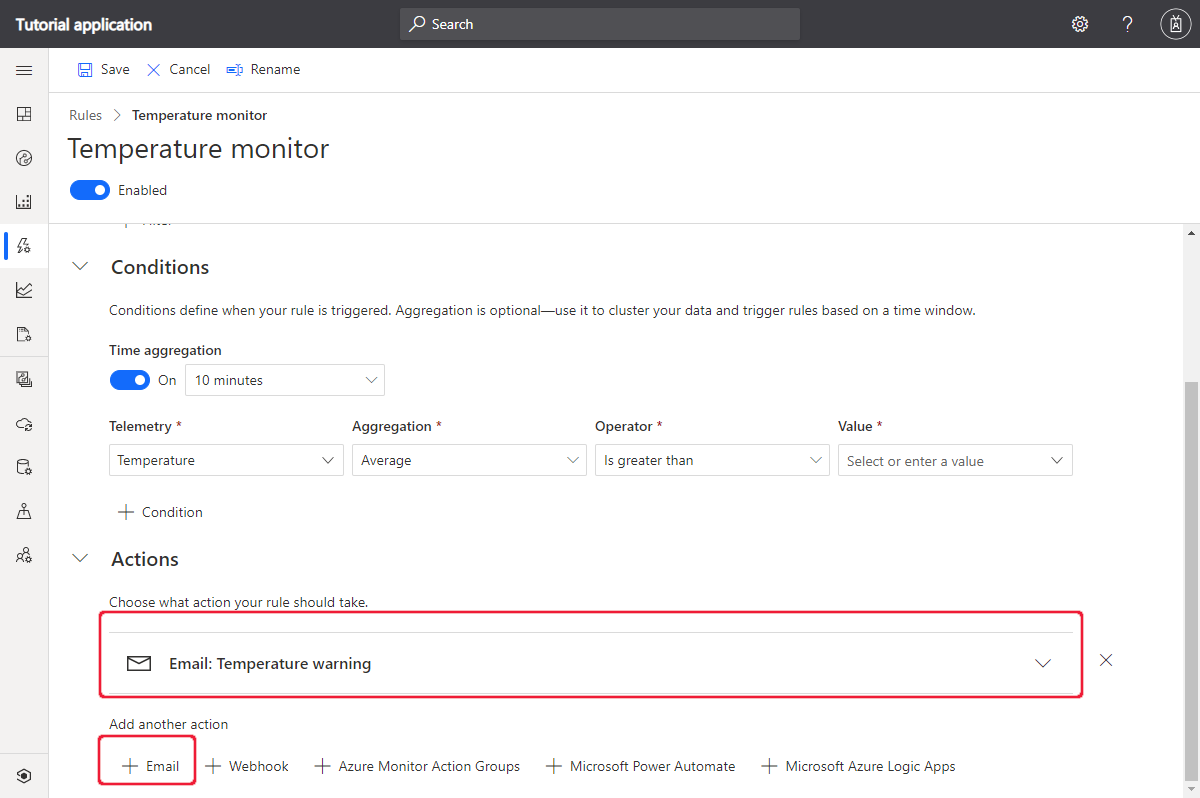 Tutorial application
Search
Save
Cancel
Rename
Rules
Temperature monitor
Temperature monitor
Enabled
Conditions
Conditions define when your rule is triggered. Aggregation is optional—use it to cluster your data and trigger rules based on a time window.
Time aggregation
On
10 minutes
Telemetry * Aggregation * Operator * Value *
Temperature Average Is greater than Select or enter a value
+ Condition
Actions
Choose what action your rule should take.
Email: Temperature warning
Add another action
+ Email + Webhook + Azure Monitor Action Groups + Microsoft Power Automate + Microsoft Azure Logic Apps